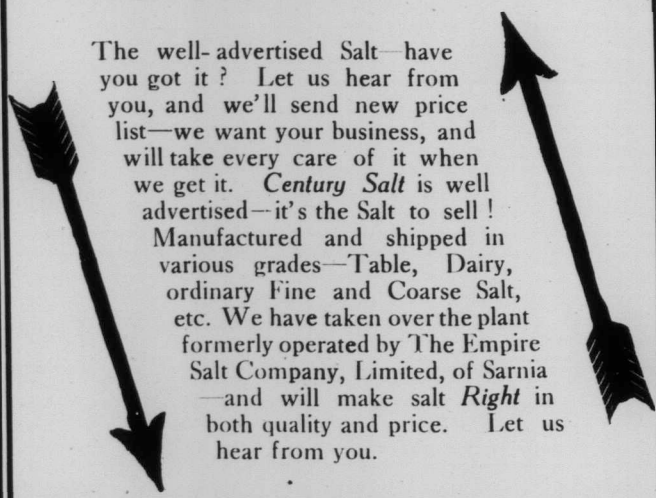 The well-advertised Salt—have
you got it ? Let us hear from
you, and we'll send new price
list—we want your business, and
will take every care of it when
we get it. Century Salt is well
advertised—it's the Salt to sell !
Manufactured and shipped in
various grades—Table, Dairy,
ordinary Fine and Coarse Salt,
etc. We have taken over the plant
formerly operated by The Empire
Salt Company, Limited, of Sarnia
—and will make salt Right in
both quality and price. Let us
hear from you.